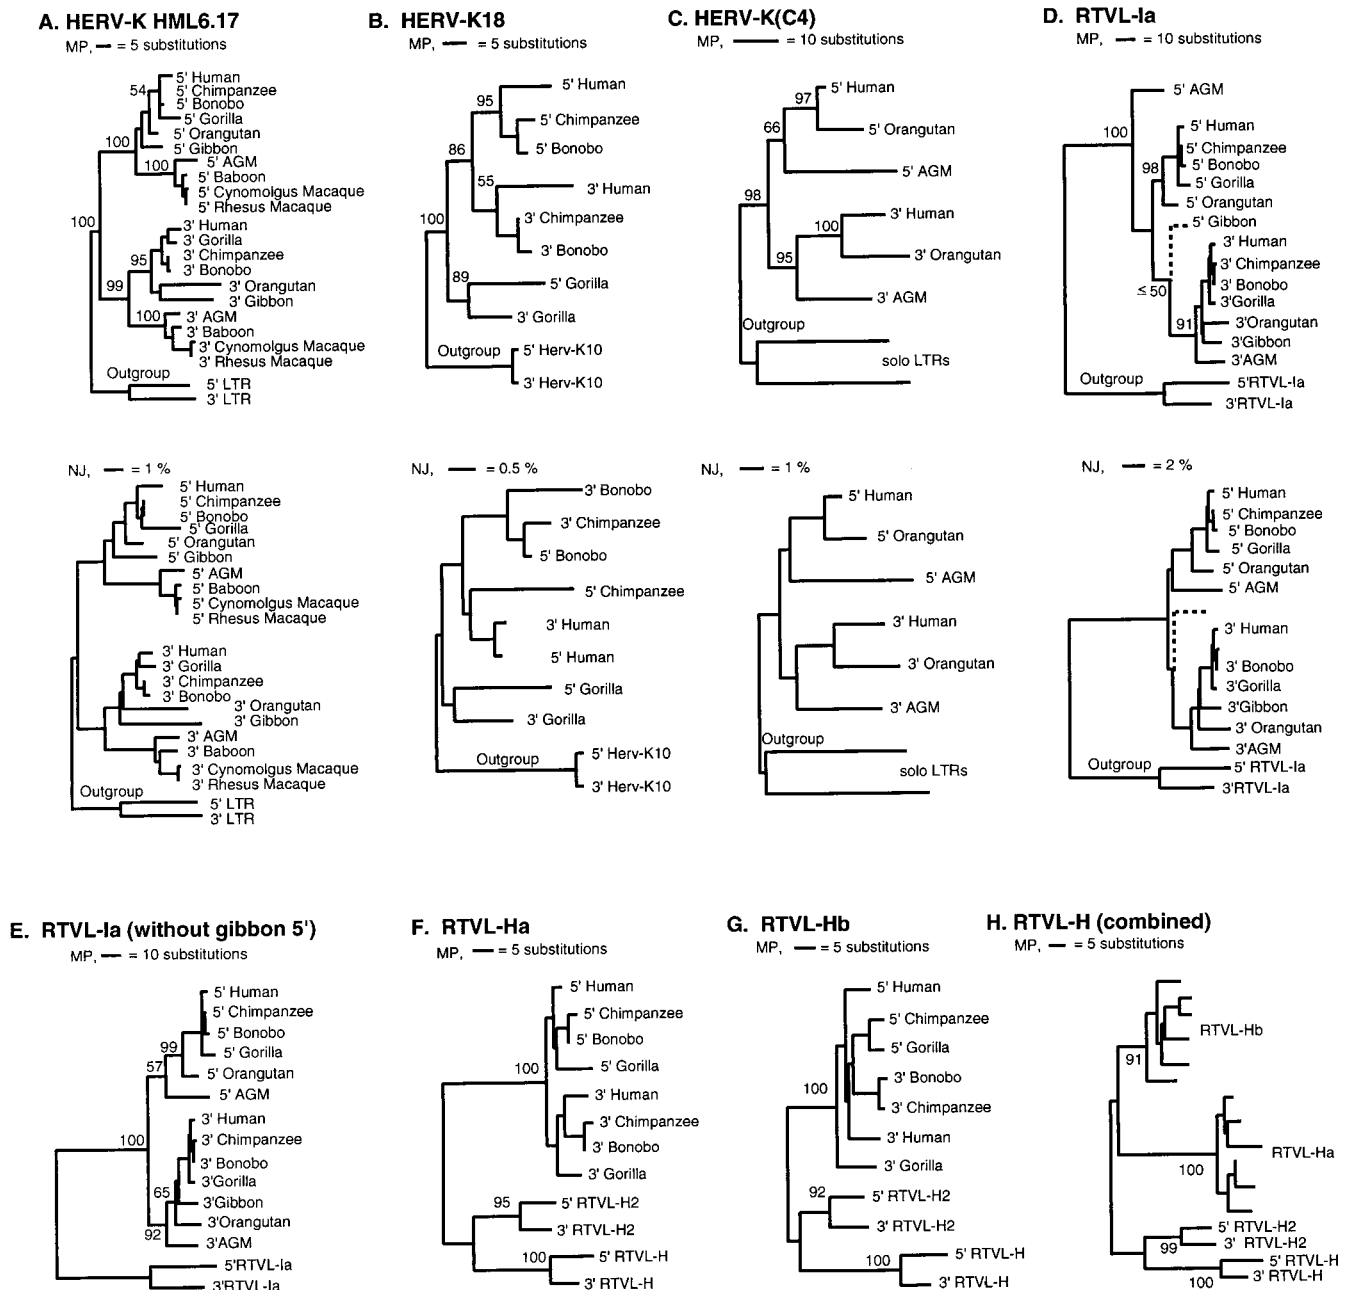 A. HERV-K HML6.17
MP, = 5 substitutions
5' Human
5' Chimpanzee
5' Bonobo
5' Gorilla
5' Orangutan
5' Gibbon
5' AGM
5' Baboon
5' Cynomolgus Macaque
5' Rhesus Macaque
3' Human
3' Gorilla
3' Chimpanzee
3' Bonobo
3' Orangutan
3' Gibbon
3' AGM
3' Baboon
3' Cynomolgus Macaque
3' Rhesus Macaque
Outgroup
5' LTR
3' LTR
54
100
100
100
95
99
100
NJ, = 1 %
5' Human
5' Chimpanzee
5' Bonobo
5' Gorilla
5' Orangutan
5' Gibbon
5' AGM
5' Baboon
5' Cynomolgus Macaque
5' Rhesus Macaque
3' Human
3' Gorilla
3' Chimpanzee
3' Bonobo
3' Orangutan
3' Gibbon
3' AGM
3' Baboon
3' Cynomolgus Macaque
3' Rhesus Macaque
Outgroup
5' LTR
3' LTR
B. HERV-K18
MP, = 5 substitutions
5' Human
5' Chimpanzee
5' Bonobo
3' Human
3' Chimpanzee
3' Bonobo
5' Gorilla
3' Gorilla
Outgroup
5' Herv-K10
3' Herv-K10
95
86
55
100
89
NJ, = 0.5 %
3' Bonobo
3' Chimpanzee
5' Bonobo
5' Chimpanzee
3' Human
5' Human
5' Gorilla
3' Gorilla
Outgroup
5' Herv-K10
3' Herv-K10
C. HERV-K(C4)
MP, = 10 substitutions
5' Human
5' Orangutan
5' AGM
3' Human
3' Orangutan
3' AGM
Outgroup
solo LTRs
97
66
98
100
95
NJ, = 1 %
5' Human
5' Orangutan
5' AGM
3' Human
3' Orangutan
3' AGM
Outgroup
solo LTRs
D. RTVL-Ia
MP, = 10 substitutions
5' AGM
5' Human
5' Chimpanzee
5' Bonobo
5' Gorilla
5' Orangutan
5' Gibbon
3' Human
3' Chimpanzee
3' Bonobo
3'Gorilla
3'Orangutan
3'Gibbon
3'AGM
Outgroup
5'RTVL-Ia
3'RTVL-Ia
100
98
≤ 50
91
NJ, = 2 %
5' Human
5' Chimpanzee
5' Bonobo
5' Gorilla
5' Orangutan
5' AGM
3' Human
3' Bonobo
3'Gorilla
3'Gibbon
3' Orangutan
3'AGM
Outgroup
5' RTVL-Ia
3'RTVL-Ia
E. RTVL-Ia (without gibbon 5')
MP, = 10 substitutions
5' Human
5' Chimpanzee
5' Bonobo
5' Gorilla
5' Orangutan
5' AGM
3' Human
3' Chimpanzee
3' Bonobo
3'Gorilla
3'Gibbon
3'Orangutan
3'AGM
5'RTVL-Ia
3'RTVL-Ia
99
57
100
65
92
F. RTVL-Ha
MP, = 5 substitutions
5' Human
5' Chimpanzee
5' Bonobo
5' Gorilla
3' Human
3' Chimpanzee
3' Bonobo
3' Gorilla
5' RTVL-H2
3' RTVL-H2
5' RTVL-H
3' RTVL-H
100
95
100
G. RTVL-Hb
MP, = 5 substitutions
5' Human
5' Chimpanzee
5' Gorilla
3' Bonobo
3' Chimpanzee
3' Human
3' Gorilla
5' RTVL-H2
3' RTVL-H2
5' RTVL-H
3' RTVL-H
100
92
100
H. RTVL-H (combined)
MP, = 5 substitutions
RTVL-Hb
91
RTVL-Ha
100
5' RTVL-H2
3' RTVL-H2
99
5' RTVL-H
3' RTVL-H
100